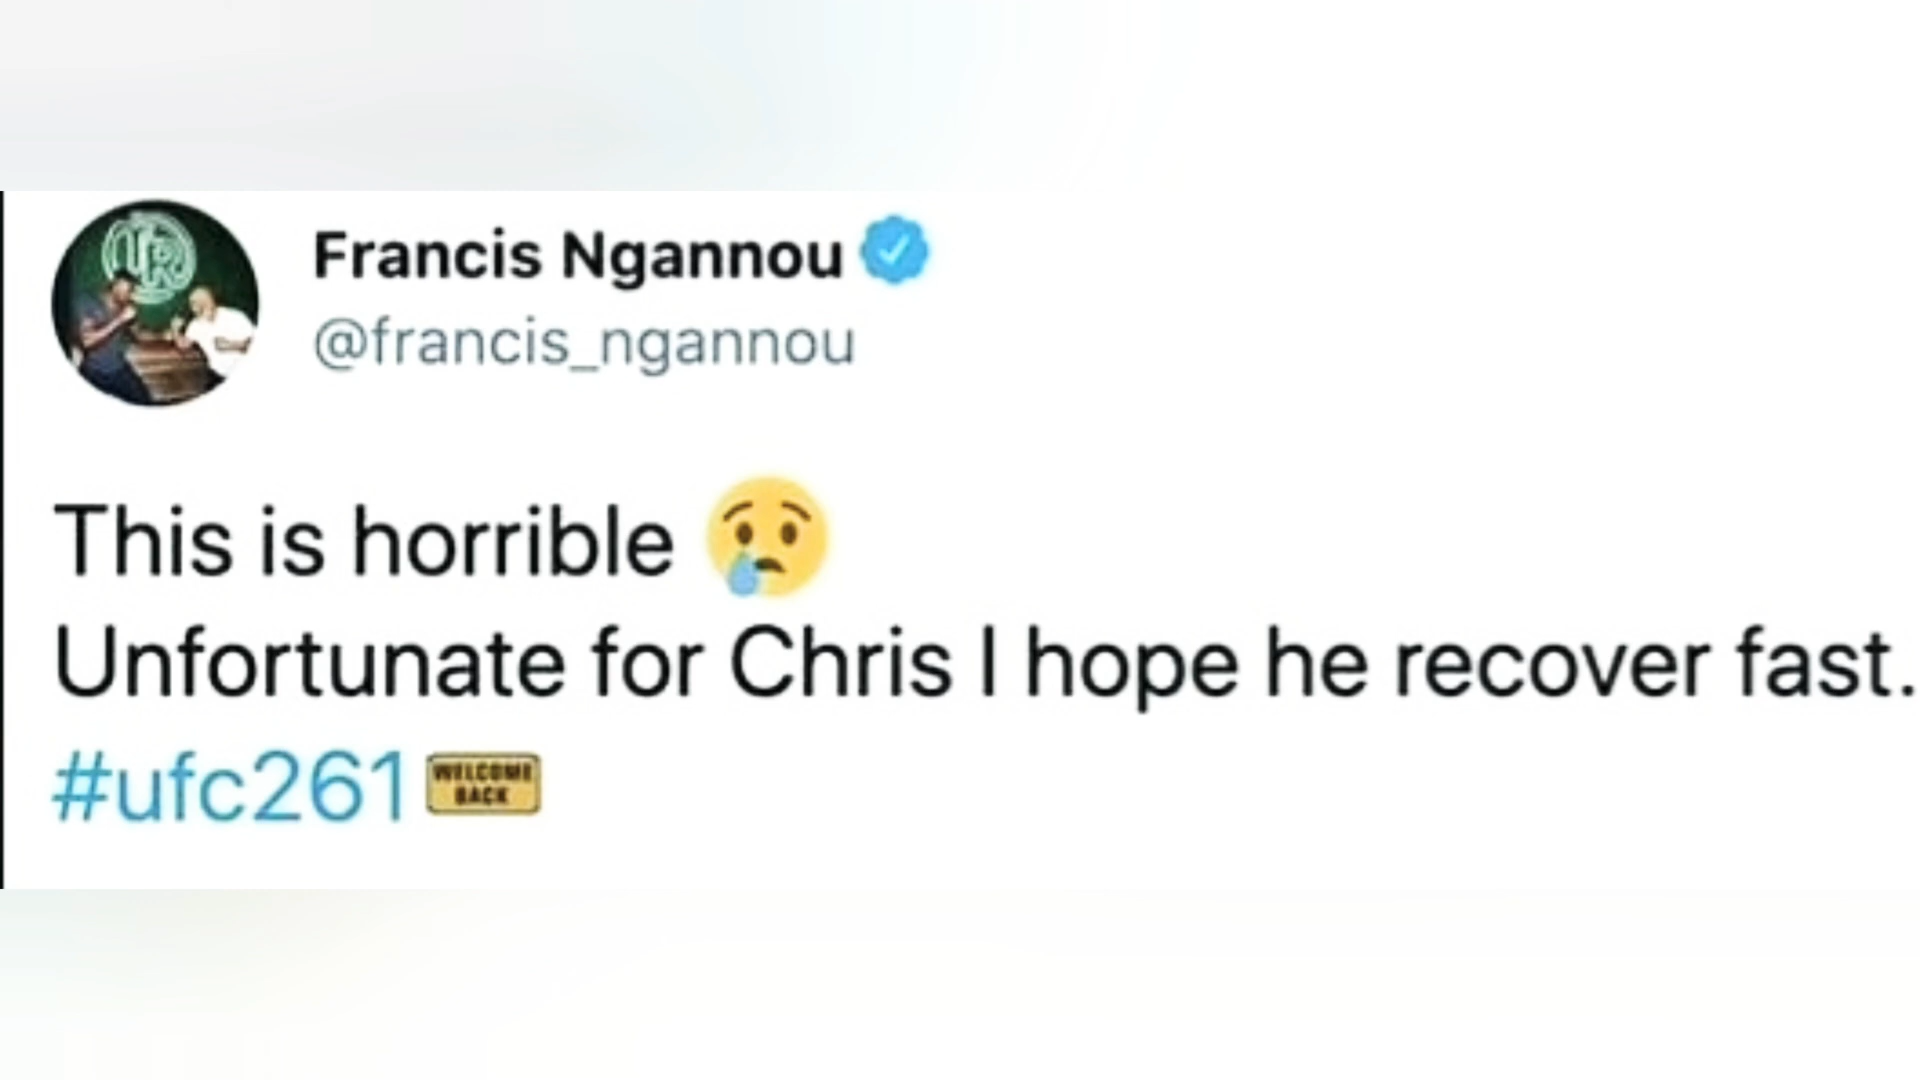 Francis Ngannou
@francis_ngannou
This is horrible 😢
Unfortunate for Chris I hope he recover fast.
#ufc261 WELCOME BACK